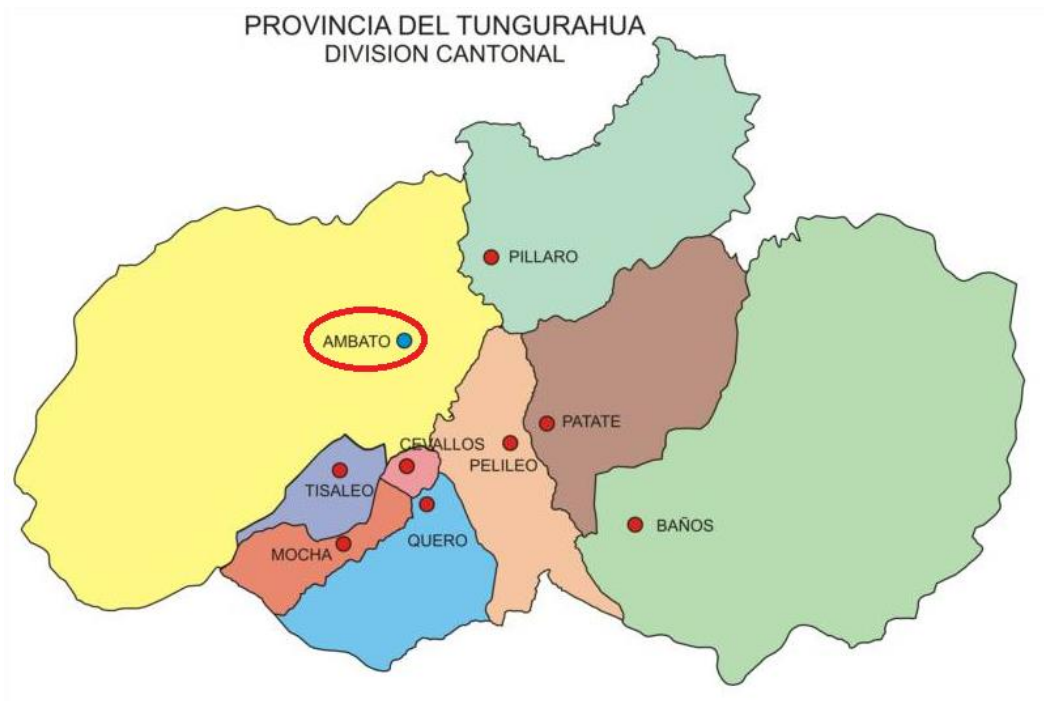 PROVINCIA DEL TUNGURAHUA
DIVISION CANTONAL
PILLARO
AMBATO
PATATE
CEVALLOS
PELILEO
TISALEO
BAÑOS
QUERO
MOCHA